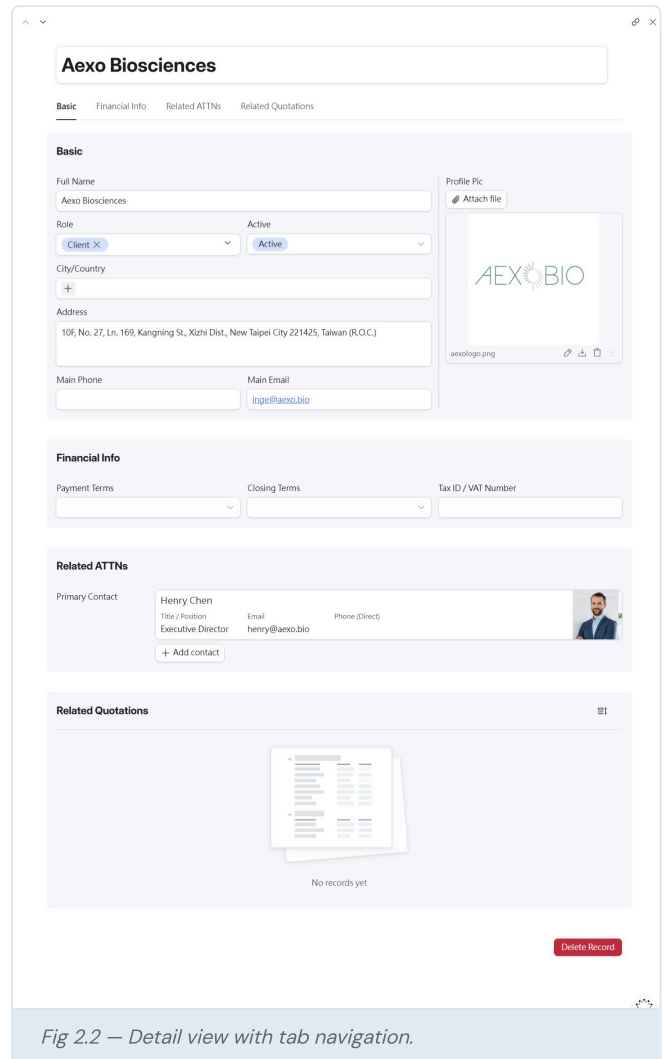 Aexo Biosciences
Basic Financial Info Related ATTNs Related Quotations
Basic
Full Name
Aexo Biosciences
Role Active
Client Active
City/Country
+
Address
10F, No. 27, Ln. 169, Kangning St., Xizhi Dist., New Taipei City 221425, Taiwan (R.O.C.)
Main Phone Main Email
inge@aexo.bio
Profile Pic
Attach file
AEXOBIO
aexologo.png
Financial Info
Payment Terms Closing Terms Tax ID / VAT Number
Related ATTNs
Primary Contact
Henry Chen
Title / Position Email Phone (Direct)
Executive Director henry@aexo.bio
+ Add contact
Related Quotations
No records yet
Delete Record
Fig 2.2 — Detail view with tab navigation.